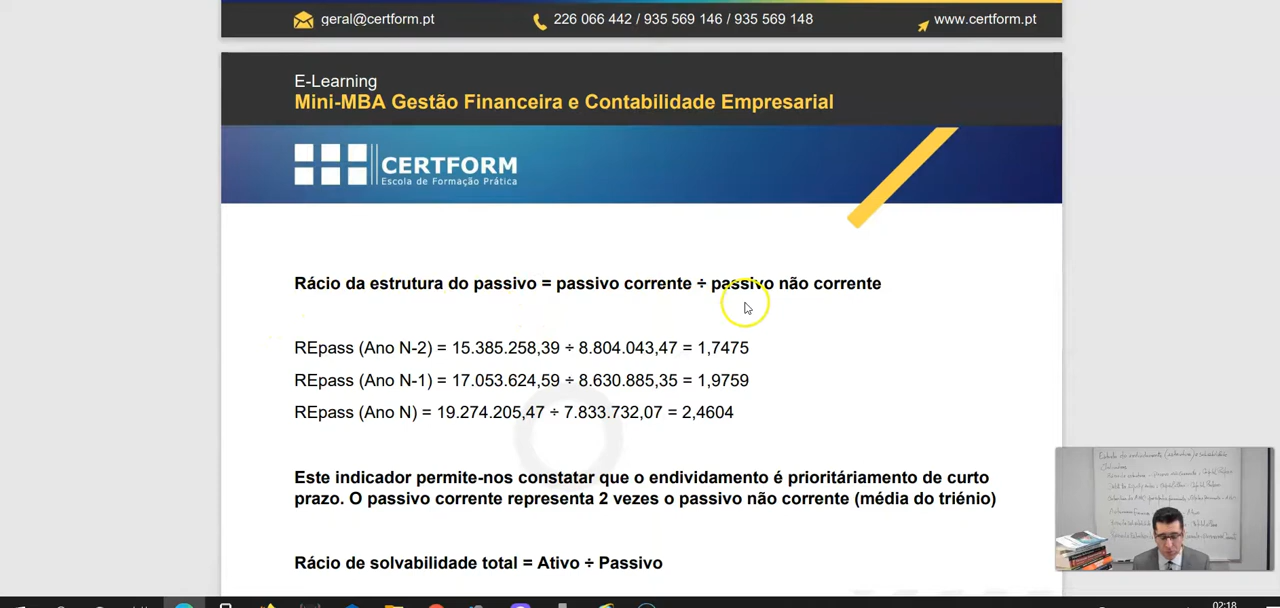 geral@certform.pt 226 066 442 / 935 569 146 / 935 569 148 www.certform.pt
E-Learning
Mini-MBA Gestão Financeira e Contabilidade Empresarial
CERTFORM
Escola de Formação Prática
Rácio da estrutura do passivo = passivo corrente ÷ passivo não corrente
REpass (Ano N-2) = 15.385.258,39 ÷ 8.804.043,47 = 1,7475
REpass (Ano N-1) = 17.053.624,59 ÷ 8.630.885,35 = 1,9759
REpass (Ano N) = 19.274.205,47 ÷ 7.833.732,07 = 2,4604
Este indicador permite-nos constatar que o endividamento é prioritáriamento de curto
prazo. O passivo corrente representa 2 vezes o passivo não corrente (média do triénio)
Rácio de solvabilidade total = Ativo ÷ Passivo
02:18